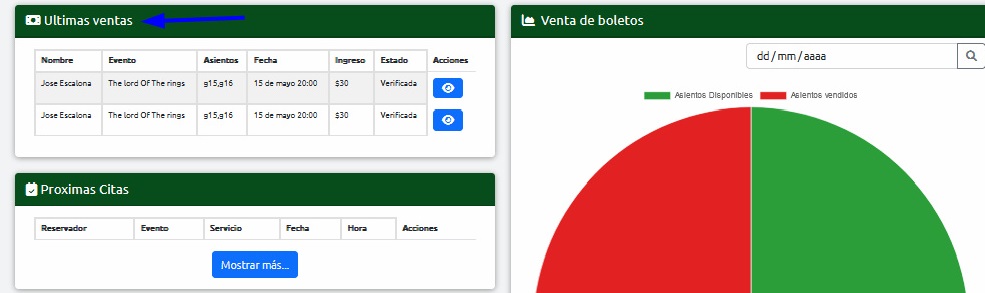 Ultimas ventas
Nombre Evento Asientos Fecha Ingreso Estado Acciones
Jose Escalona The lord Of The rings g15,g16 15 de mayo 20:00 $30 Verificada
Jose Escalona The lord Of The rings g15,g16 15 de mayo 20:00 $30 Verificada
Proximas Citas
Reservador Evento Servicio Fecha Hora Acciones
Mostrar más...
Venta de boletos
dd / mm / aaaa
Asientos Disponibles Asientos vendidos